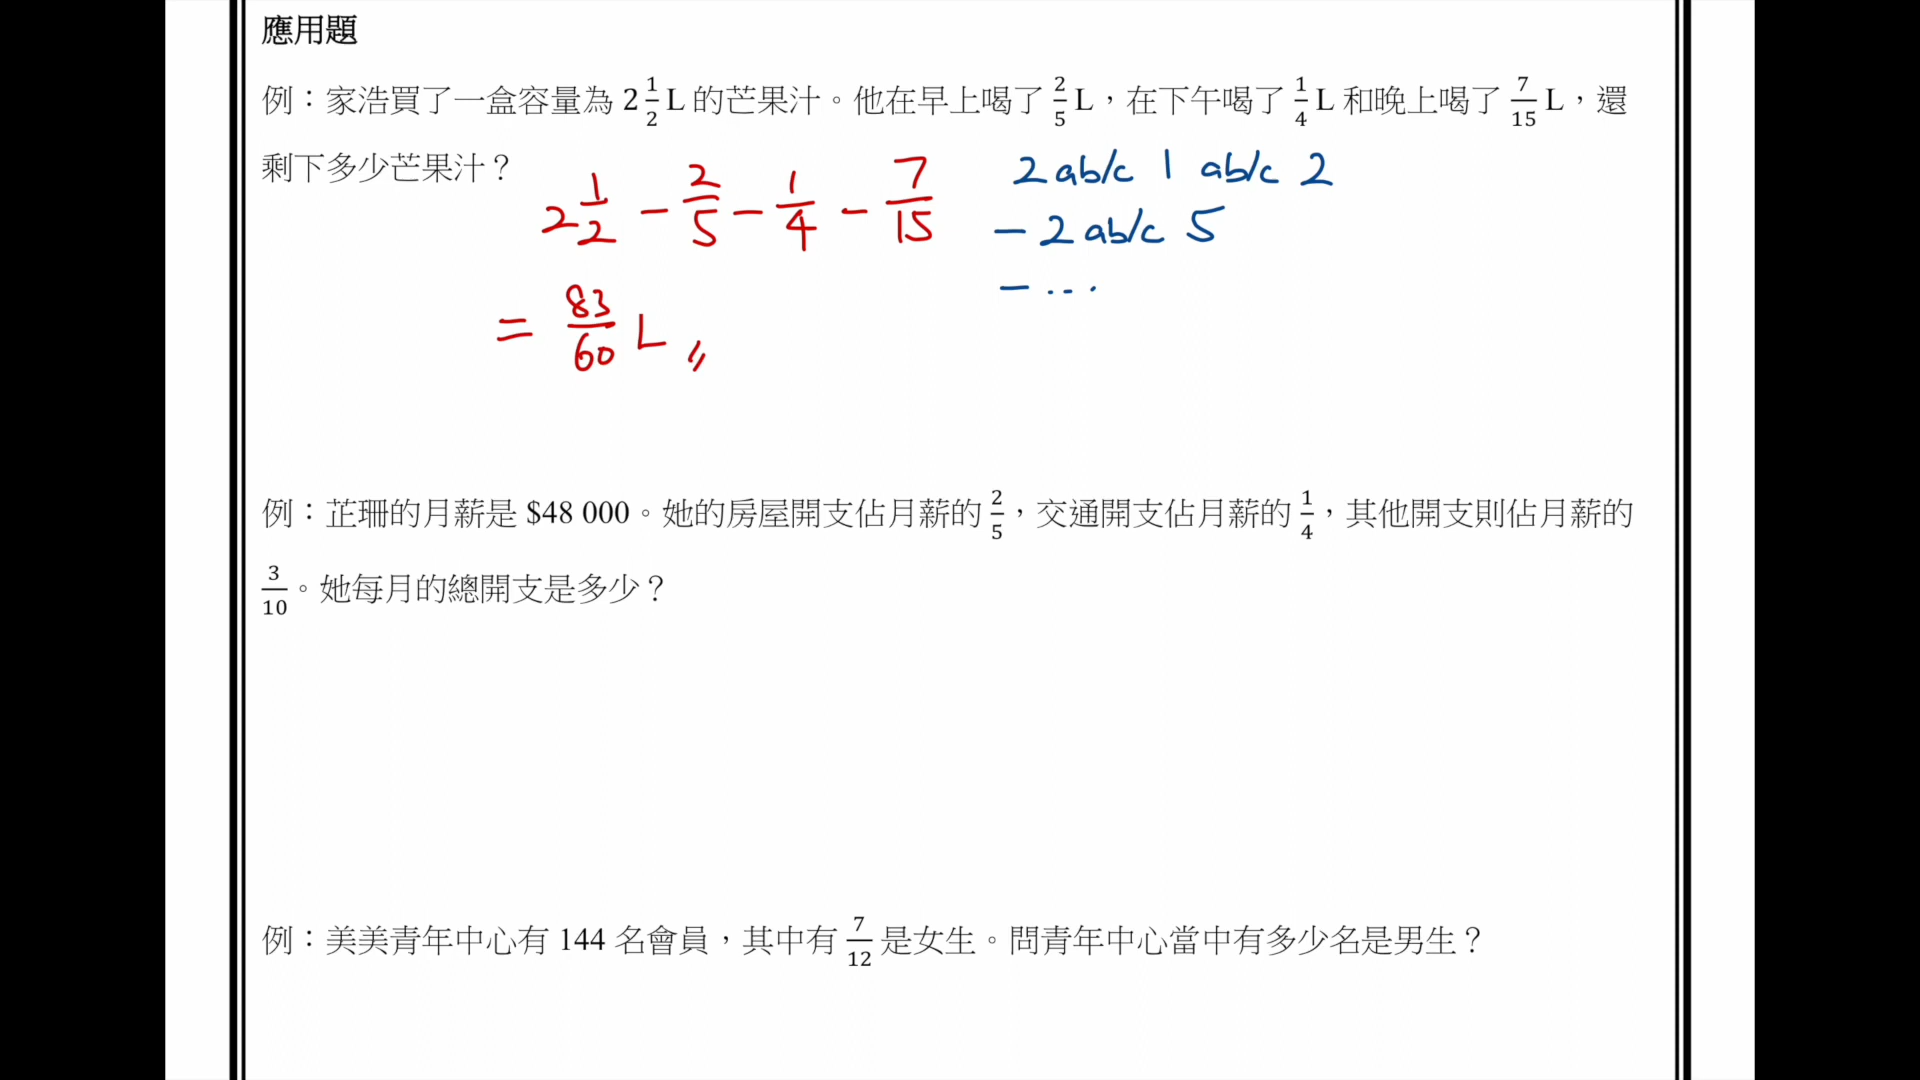 應用題
例：家浩買了一盒容量為 2 1/2 L 的芒果汁。他在早上喝了 2/5 L，在下午喝了 1/4 L 和晚上喝了 7/15 L，還
剩下多少芒果汁？
2 1/2 - 2/5 - 1/4 - 7/15
2 ab/c 1 ab/c 2
- 2 ab/c 5
- ...
= 83/60 L
例：芷珊的月薪是 $48 000。她的房屋開支佔月薪的 2/5，交通開支佔月薪的 1/4，其他開支則佔月薪的
3/10。她每月的總開支是多少？
例：美美青年中心有 144 名會員，其中有 7/12 是女生。問青年中心當中有多少名是男生？